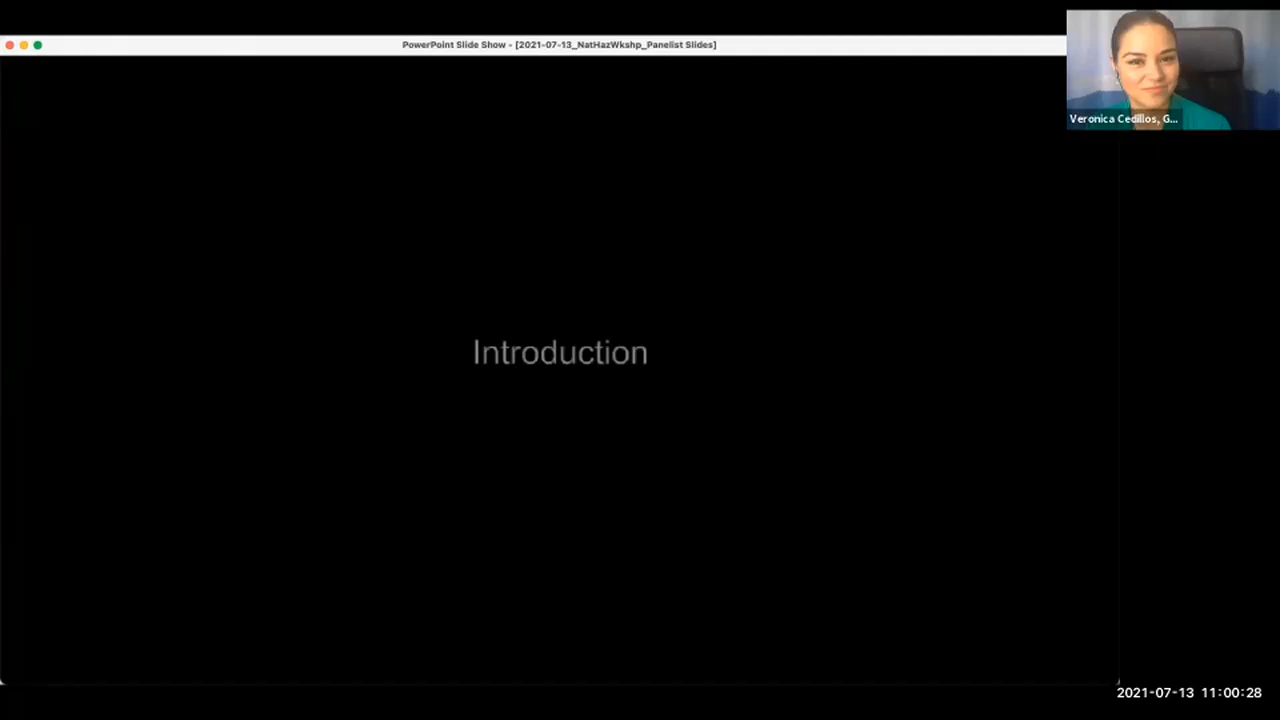 PowerPoint Slide Show - [2021-07-13_NatHazWkshp_Panelist Slides]
Veronica Cedillos, G...
Introduction
2021-07-13 11:00:28